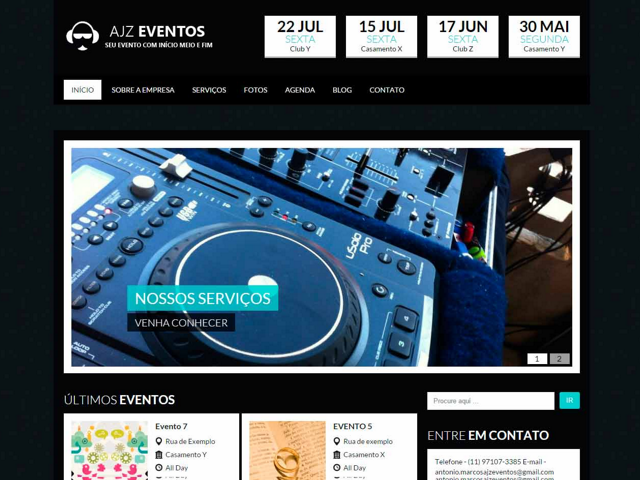 AJZ EVENTOS
SEU EVENTO COM INÍCIO MEIO E FIM
22 JUL
SEXTA
Club Y
15 JUL
SEXTA
Casamento X
17 JUN
SEXTA
Club Z
30 MAI
SEGUNDA
Casamento Y
INÍCIO
SOBRE A EMPRESA
SERVIÇOS
FOTOS
AGENDA
BLOG
CONTATO
NOSSOS SERVIÇOS
VENHA CONHECER
1
2
ÚLTIMOS EVENTOS
Evento 7
Rua de Exemplo
Casamento Y
All Day
EVENTO 5
Rua de exemplo
Casamento X
All Day
Procure aqui ...
IR
ENTRE EM CONTATO
Telefone - (11) 97107-3385 E-mail -
antonio.marcosajzeventos@gmail.com